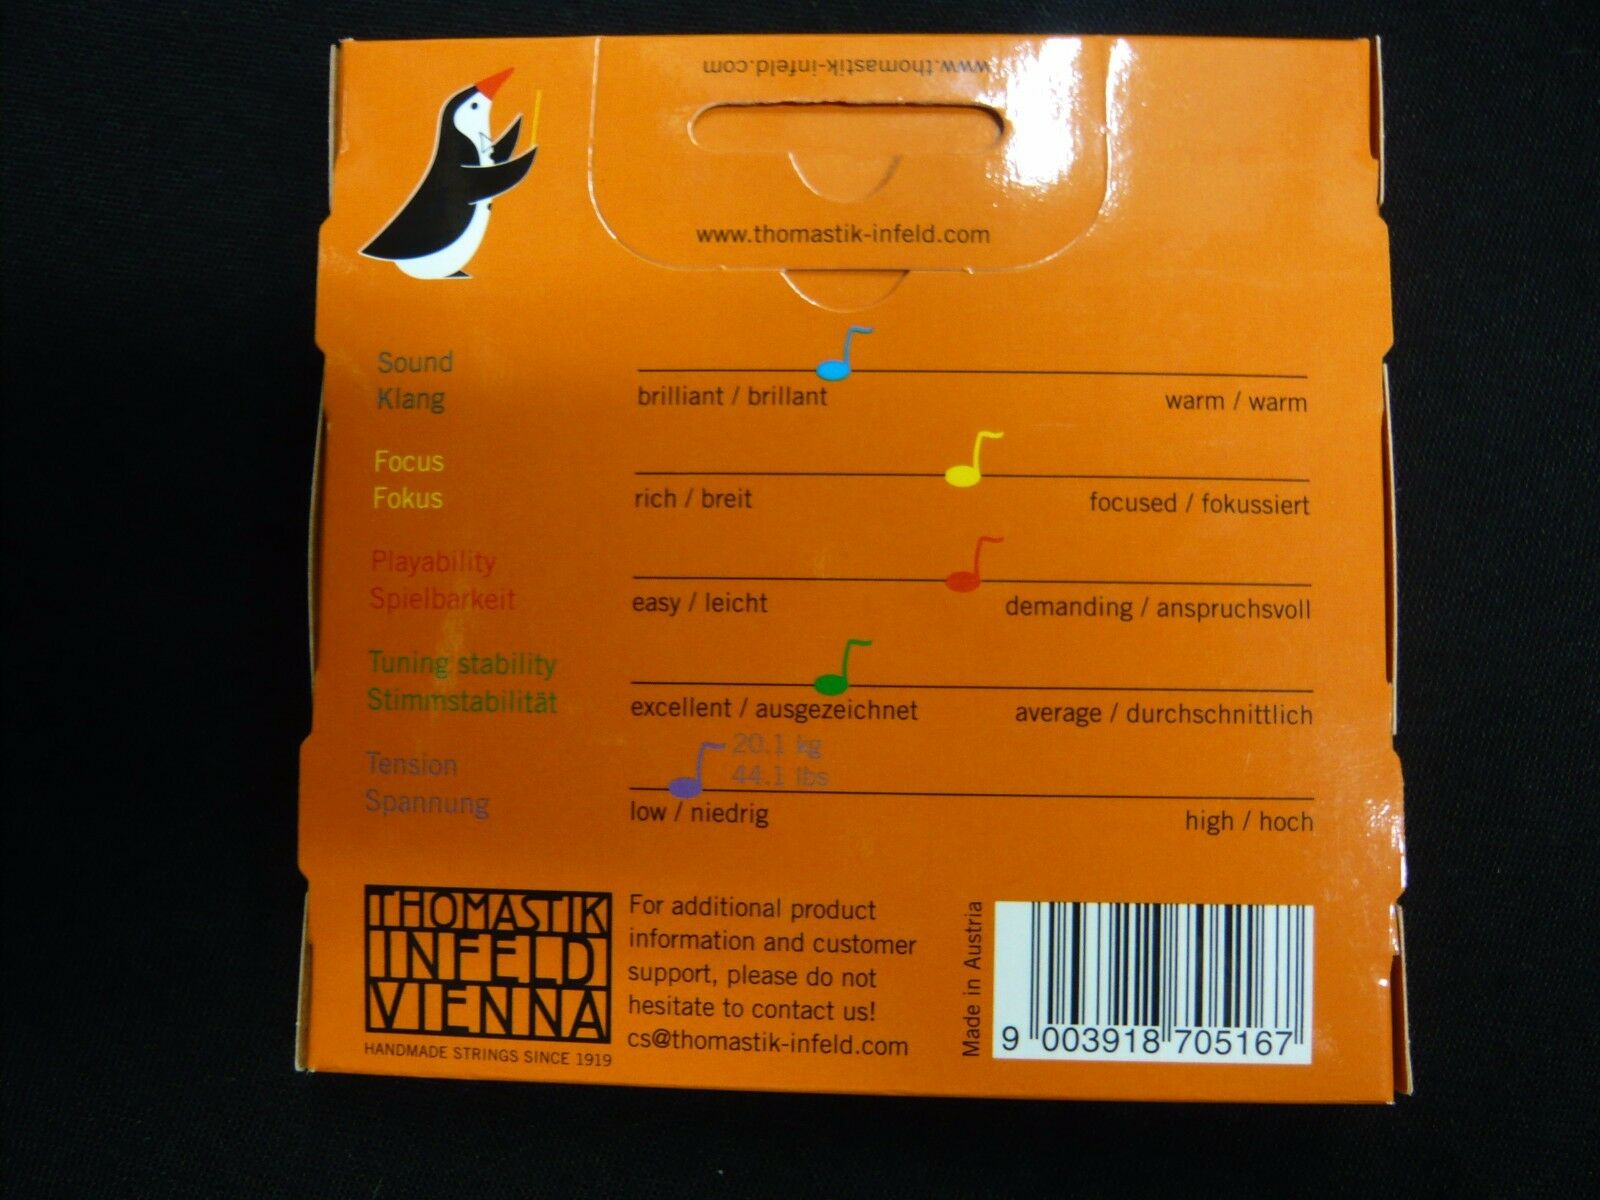 www.thomastik-infeld.com
www.thomastik-infeld.com
Sound
Klang
brilliant / brillant warm / warm
Focus
Fokus
rich / breit focused / fokussiert
Playability
Spielbarkeit
easy / leicht demanding / anspruchsvoll
Tuning stability
Stimmstabilität
excellent / ausgezeichnet average / durchschnittlich
Tension
Spannung
20.1 kg
44.1 lbs
low / niedrig high / hoch
THOMASTIK
INFELD
VIENNA
HANDMADE STRINGS SINCE 1919
For additional product
information and customer
support, please do not
hesitate to contact us!
cs@thomastik-infeld.com
Made in Austria
9 003918 705167